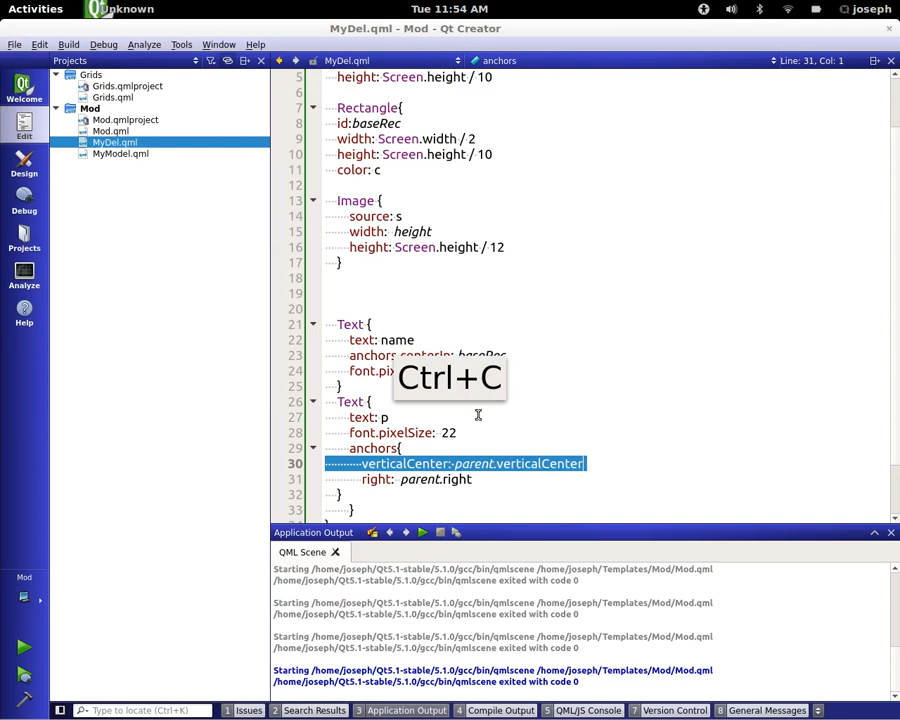 Activities
Unknown
Tue 11:54 AM
joseph
MyDel.qml - Mod - Qt Creator
File Edit Build Debug Analyze Tools Window Help
Projects
MyDel.qml
anchors
Line: 31, Col: 1
Welcome
Edit
Design
Debug
Projects
Analyze
Help
Mod
Grids
Grids.qmlproject
Grids.qml
Mod
Mod.qmlproject
Mod.qml
MyDel.qml
MyModel.qml
5 height: Screen.height / 10
6
7 Rectangle{
8 id:baseRec
9 width: Screen.width / 2
10 height: Screen.height / 10
11 color: c
12
13 Image {
14 source: s
15 width: height
16 height: Screen.height / 12
17 }
18
19
20
21 Text {
22 text: name
23 anchors.centerIn: baseRec
24 font.pix
25 }
26 Text {
27 text: p
28 font.pixelSize: 22
29 anchors{
30 verticalCenter: parent.verticalCenter
31 right: parent.right
32 }
33 }
Ctrl+C
Application Output
QML Scene
Starting /home/joseph/Qt5.1-stable/5.1.0/gcc/bin/qmlscene /home/joseph/Templates/Mod/Mod.qml
/home/joseph/Qt5.1-stable/5.1.0/gcc/bin/qmlscene exited with code 0
Starting /home/joseph/Qt5.1-stable/5.1.0/gcc/bin/qmlscene /home/joseph/Templates/Mod/Mod.qml
/home/joseph/Qt5.1-stable/5.1.0/gcc/bin/qmlscene exited with code 0
Starting /home/joseph/Qt5.1-stable/5.1.0/gcc/bin/qmlscene /home/joseph/Templates/Mod/Mod.qml
/home/joseph/Qt5.1-stable/5.1.0/gcc/bin/qmlscene exited with code 0
Starting /home/joseph/Qt5.1-stable/5.1.0/gcc/bin/qmlscene /home/joseph/Templates/Mod/Mod.qml
/home/joseph/Qt5.1-stable/5.1.0/gcc/bin/qmlscene exited with code 0
Type to locate (Ctrl+K)
1 Issues 2 Search Results 3 Application Output 4 Compile Output 5 QML/JS Console 7 Version Control 8 General Messages